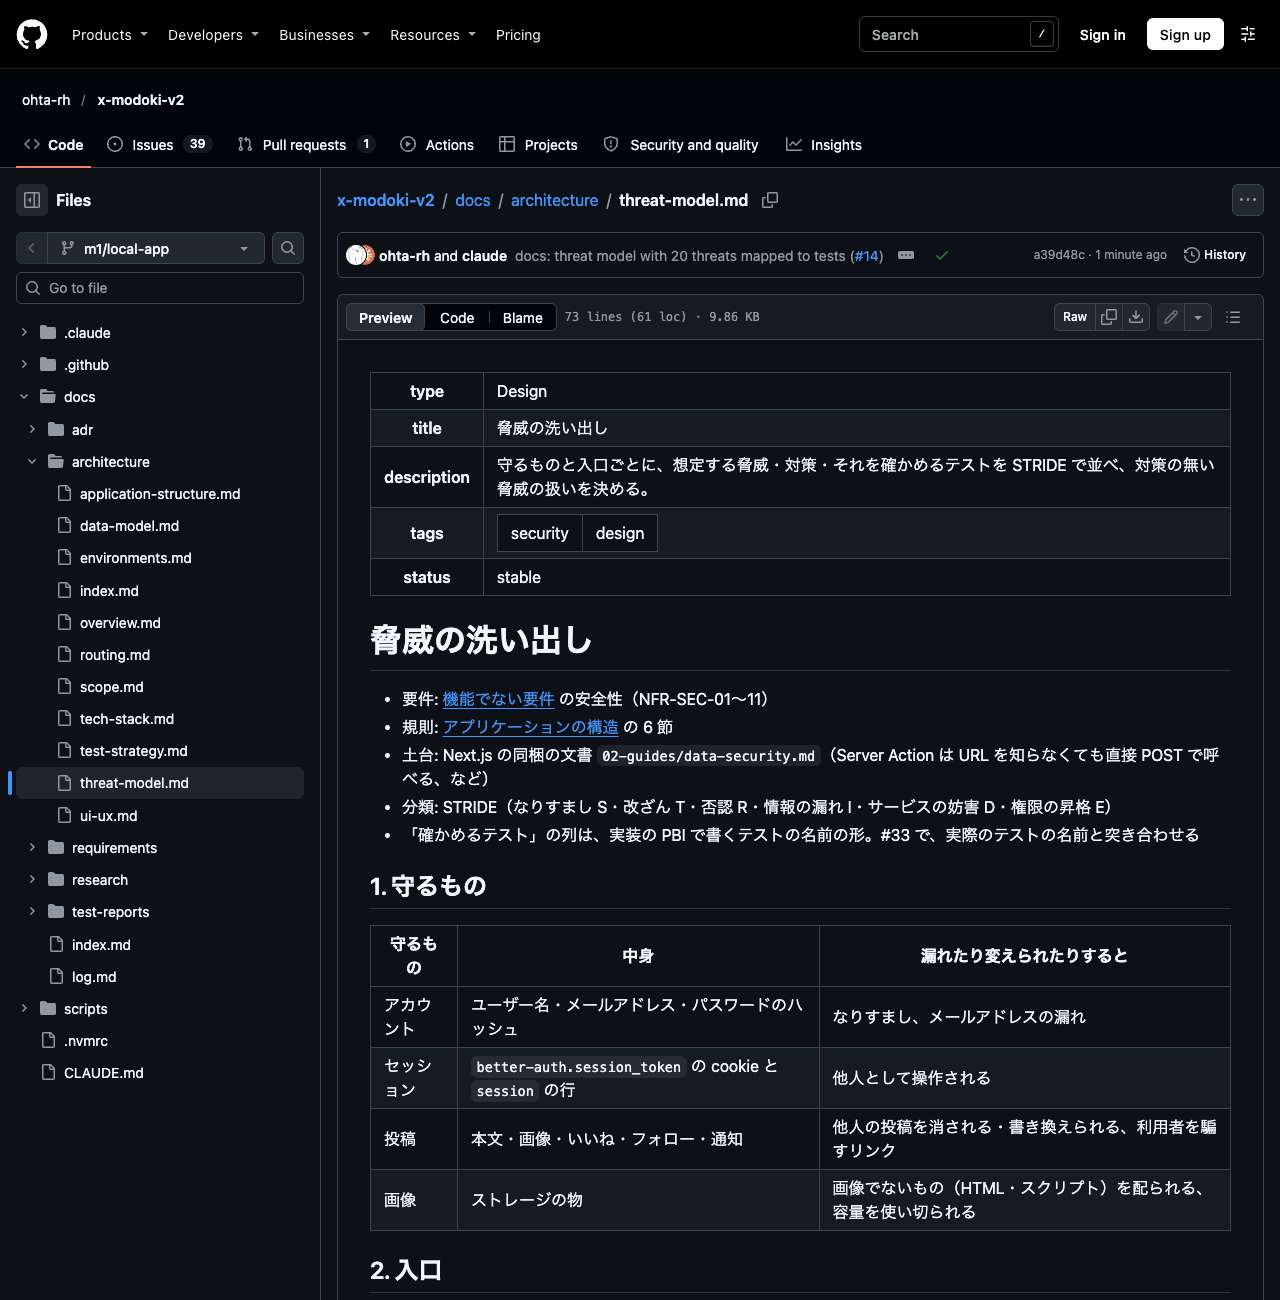 Products Developers Businesses Resources Pricing Search / Sign in Sign up
ohta-rh / x-modoki-v2
Code Issues 39 Pull requests 1 Actions Projects Security and quality Insights
Files
m1/local-app
Go to file
.claude
.github
docs
adr
architecture
application-structure.md
data-model.md
environments.md
index.md
overview.md
routing.md
scope.md
tech-stack.md
test-strategy.md
threat-model.md
ui-ux.md
requirements
research
test-reports
index.md
log.md
scripts
.nvmrc
CLAUDE.md
x-modoki-v2 / docs / architecture / threat-model.md
ohta-rh and claude docs: threat model with 20 threats mapped to tests (#14) a39d48c · 1 minute ago History
Preview Code Blame 73 lines (61 loc) · 9.86 KB Raw
type Design
title 脅威の洗い出し
description 守るものと入口ごとに、想定する脅威・対策・それを確かめるテストを STRIDE で並べ、対策の無い
脅威の扱いを決める。
tags security design
status stable
脅威の洗い出し
• 要件: 機能でない要件 の安全性（NFR-SEC-01〜11）
• 規則: アプリケーションの構造 の 6 節
• 土台: Next.js の同梱の文書 02-guides/data-security.md（Server Action は URL を知らなくても直接 POST で呼
べる、など）
• 分類: STRIDE（なりすまし S・改ざん T・否認 R・情報の漏れ I・サービスの妨害 D・権限の昇格 E）
• 「確かめるテスト」の列は、実装の PBI で書くテストの名前の形。#33 で、実際のテストの名前と突き合わせる
1. 守るもの
守るも
の
中身
漏れたり変えられたりすると
アカウ
ント
ユーザー名・メールアドレス・パスワードのハ
ッシュ
なりすまし、メールアドレスの漏れ
セッシ
ョン
better-auth.session_token の cookie と
session の行
他人として操作される
投稿
本文・画像・いいね・フォロー・通知
他人の投稿を消される・書き換えられる、利用者を騙
すリンク
画像
ストレージの物
画像でないもの（HTML・スクリプト）を配られる、
容量を使い切られる
2. 入口